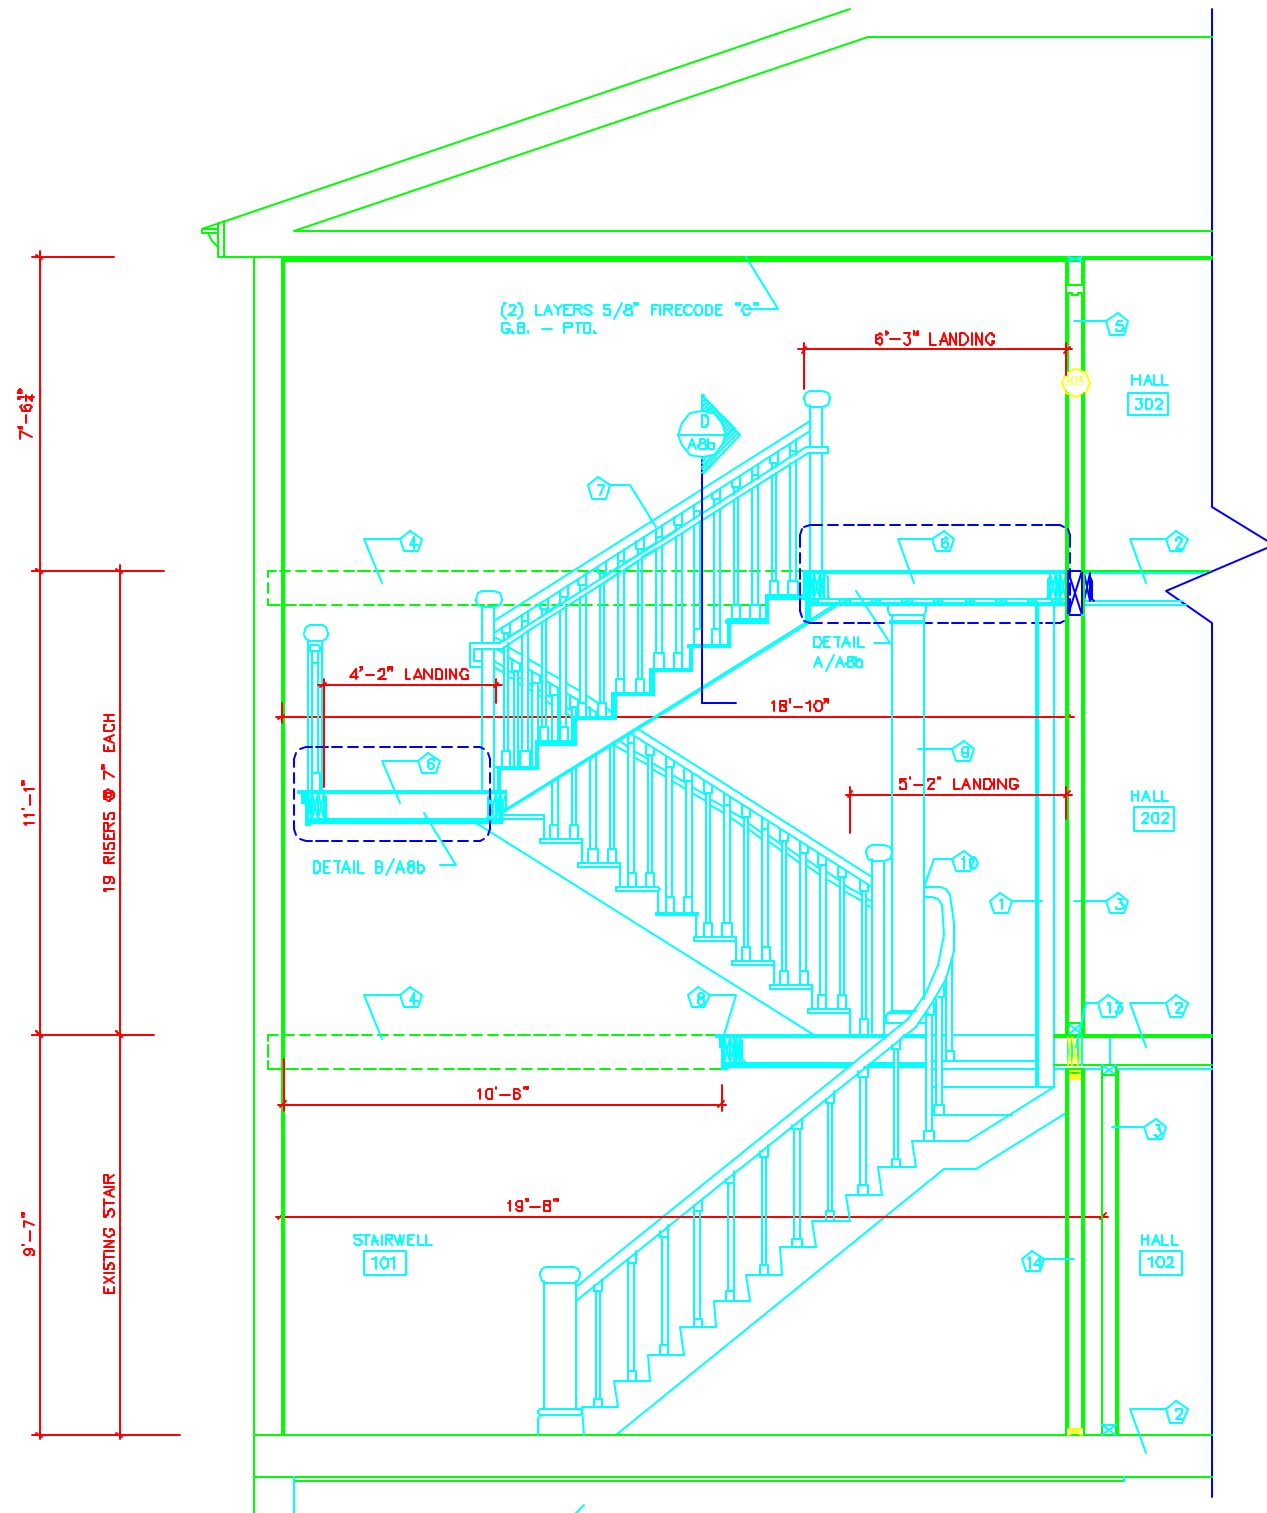 (2) LAYERS 5/8" FIRECODE "C"
G.B. – PTD.
5
6'-3" LANDING
7'-6¼"
303
HALL
302
D
A8b
7
4
6
2
DETAIL
A/A8b
4'-2" LANDING
18'-10"
19 RISERS @ 7" EACH
11'-1"
6
9
5'-2" LANDING
HALL
202
DETAIL B/A8b
10
1
3
4
8
13
2
10'-6"
3
EXISTING STAIR
9'-7"
19'-8"
STAIRWELL
101
14
HALL
102
2